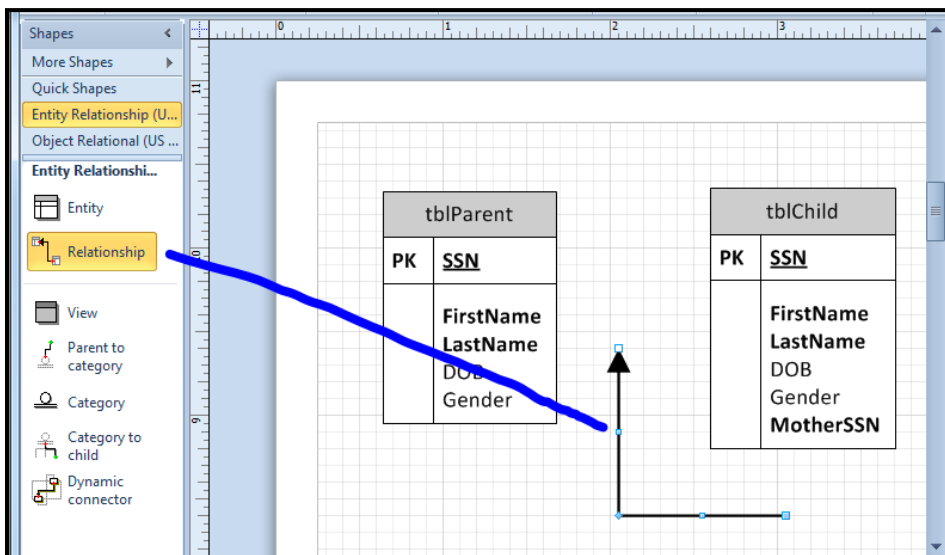 Shapes
More Shapes
Quick Shapes
Entity Relationship (U...
Object Relational (US ...
Entity Relationshi...
Entity
Relationship
View
Parent to
category
Category
Category to
child
Dynamic
connector
0 1 2 3
11
10
9
tblParent
PK SSN
FirstName
LastName
DOB
Gender
tblChild
PK SSN
FirstName
LastName
DOB
Gender
MotherSSN